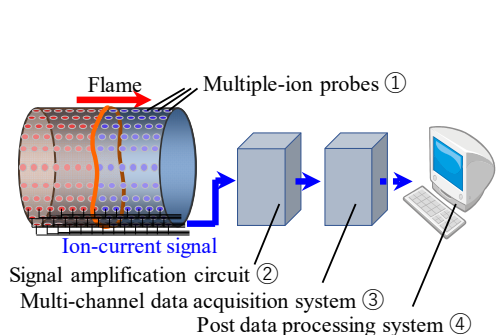 Flame
Multiple-ion probes ①
Ion-current signal
Signal amplification circuit ②
Multi-channel data acquisition system ③
Post data processing system ④